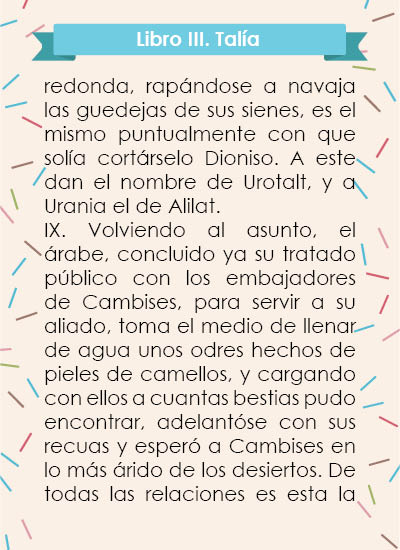 Libro III. Talía
redonda, rapándose a navaja
las guedejas de sus sienes, es el
mismo puntualmente con que
solía cortárselo Dioniso. A este
dan el nombre de Urotalt, y a
Urania el de Alilat.
IX. Volviendo al asunto, el
árabe, concluido ya su tratado
público con los embajadores
de Cambises, para servir a su
aliado, toma el medio de llenar
de agua unos odres hechos de
pieles de camellos, y cargando
con ellos a cuantas bestias pudo
encontrar, adelantóse con sus
recuas y esperó a Cambises en
lo más árido de los desiertos. De
todas las relaciones es esta la